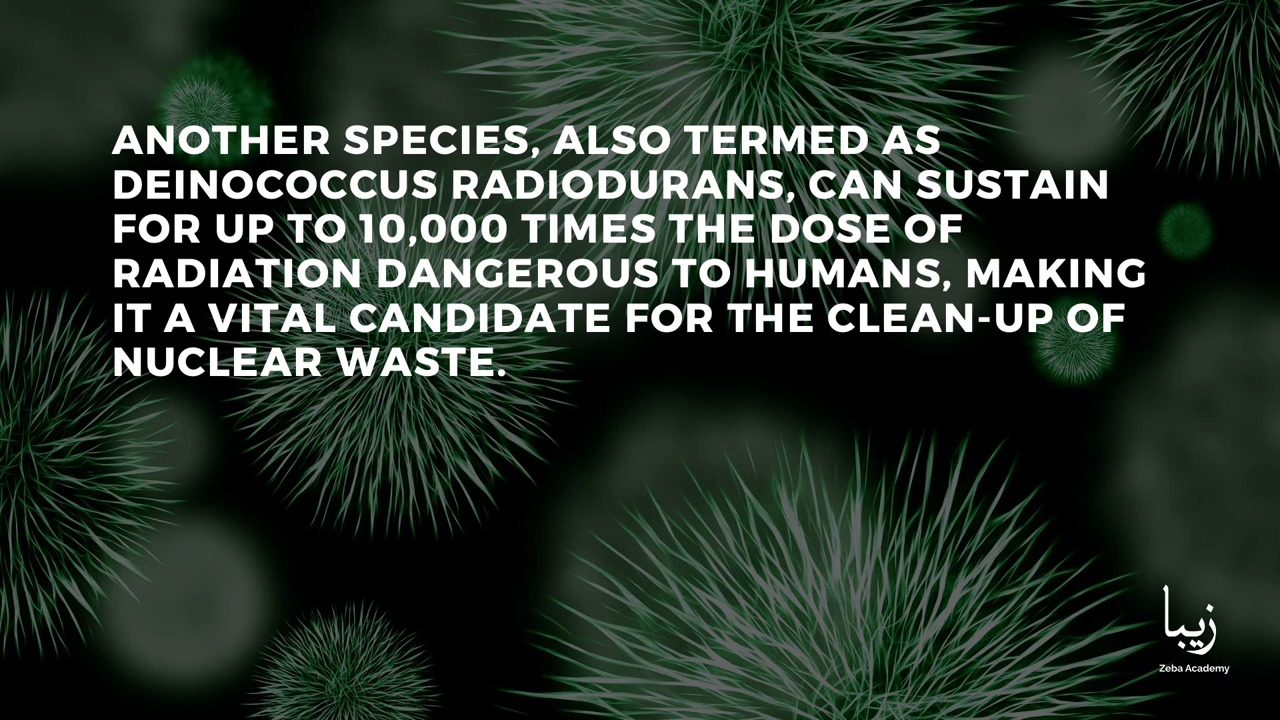 ANOTHER SPECIES, ALSO TERMED AS
DEINOCOCCUS RADIODURANS, CAN SUSTAIN
FOR UP TO 10,000 TIMES THE DOSE OF
RADIATION DANGEROUS TO HUMANS, MAKING
IT A VITAL CANDIDATE FOR THE CLEAN-UP OF
NUCLEAR WASTE.
زیبا
Zeba Academy